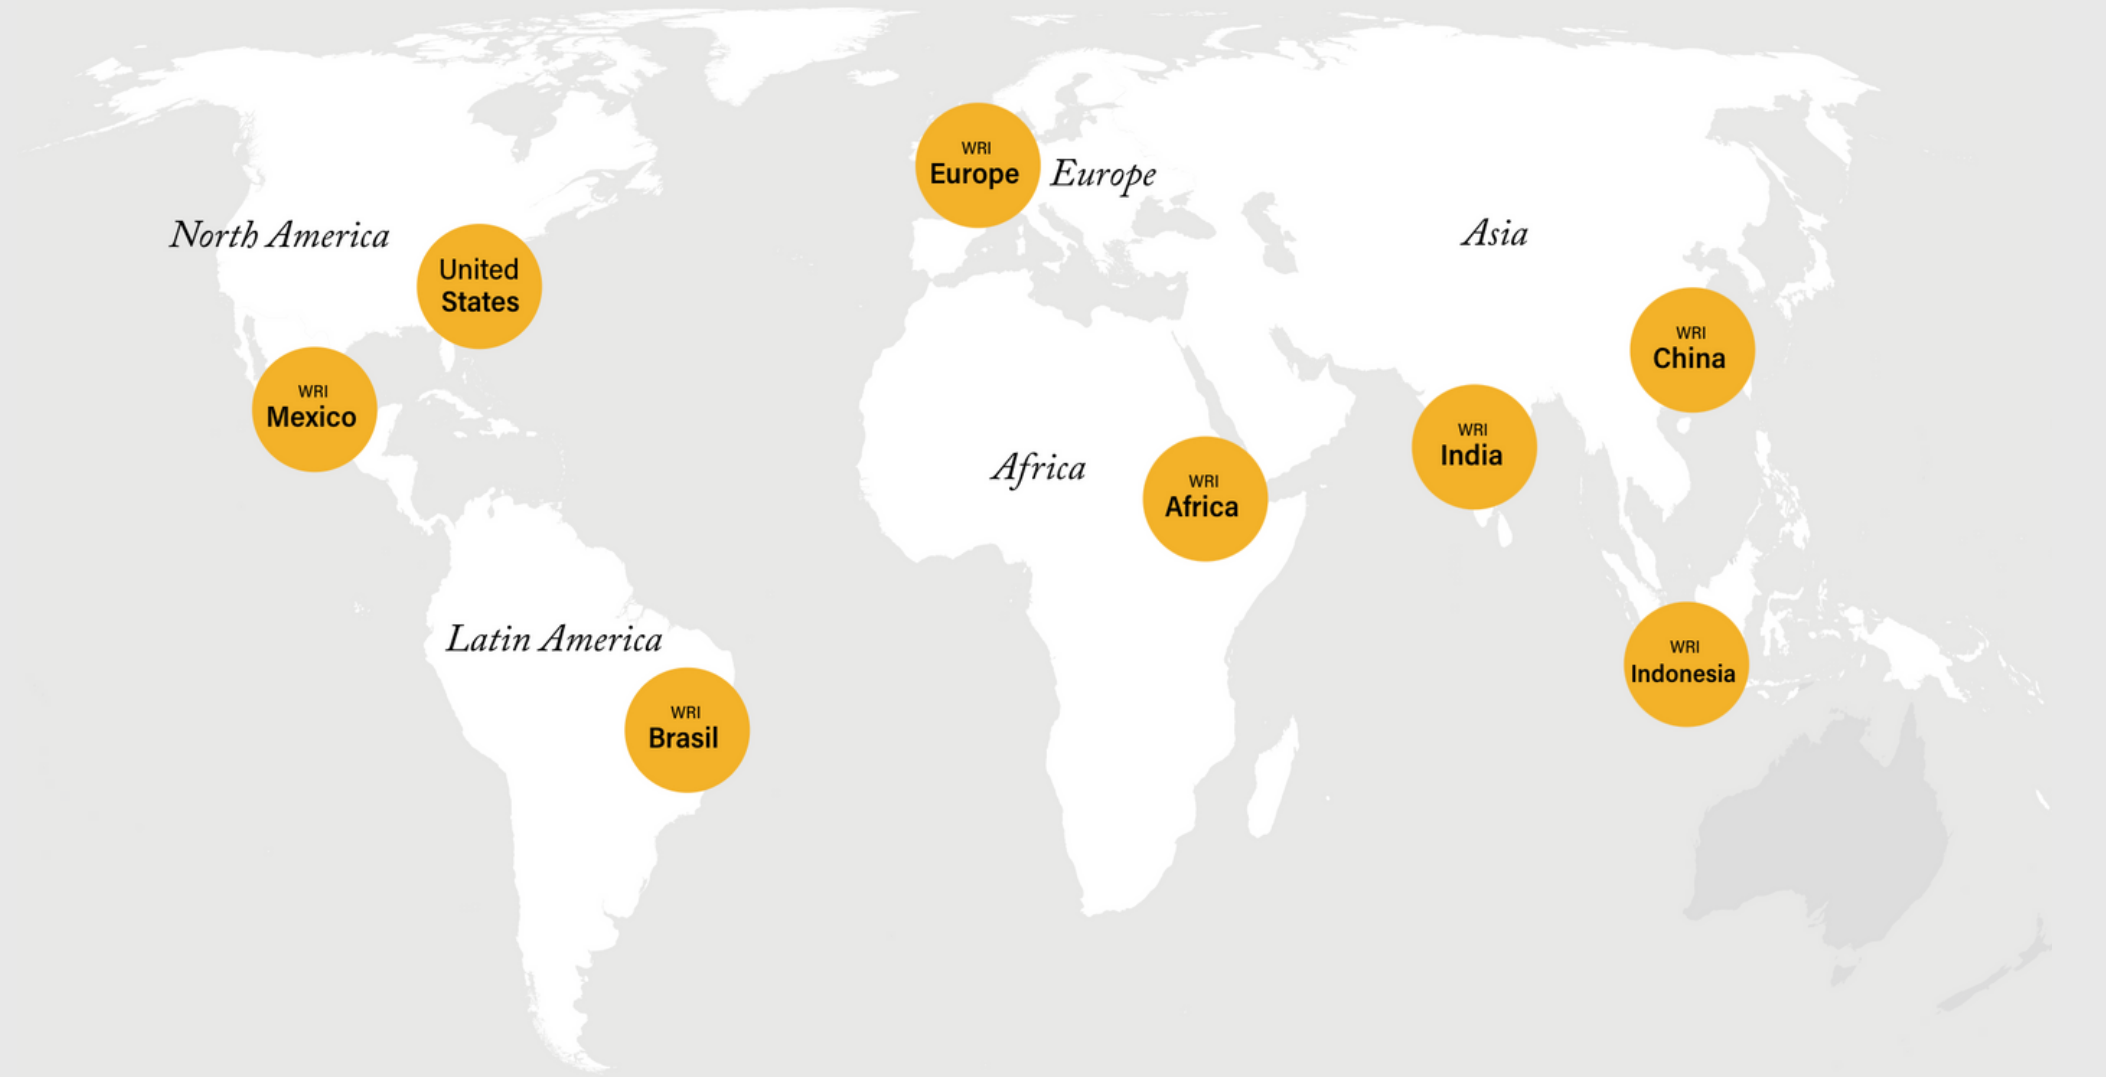 North America
United
States
WRI
Mexico
Latin America
WRI
Brasil
WRI
Europe
Europe
Africa
WRI
Africa
Asia
WRI
China
WRI
India
WRI
Indonesia